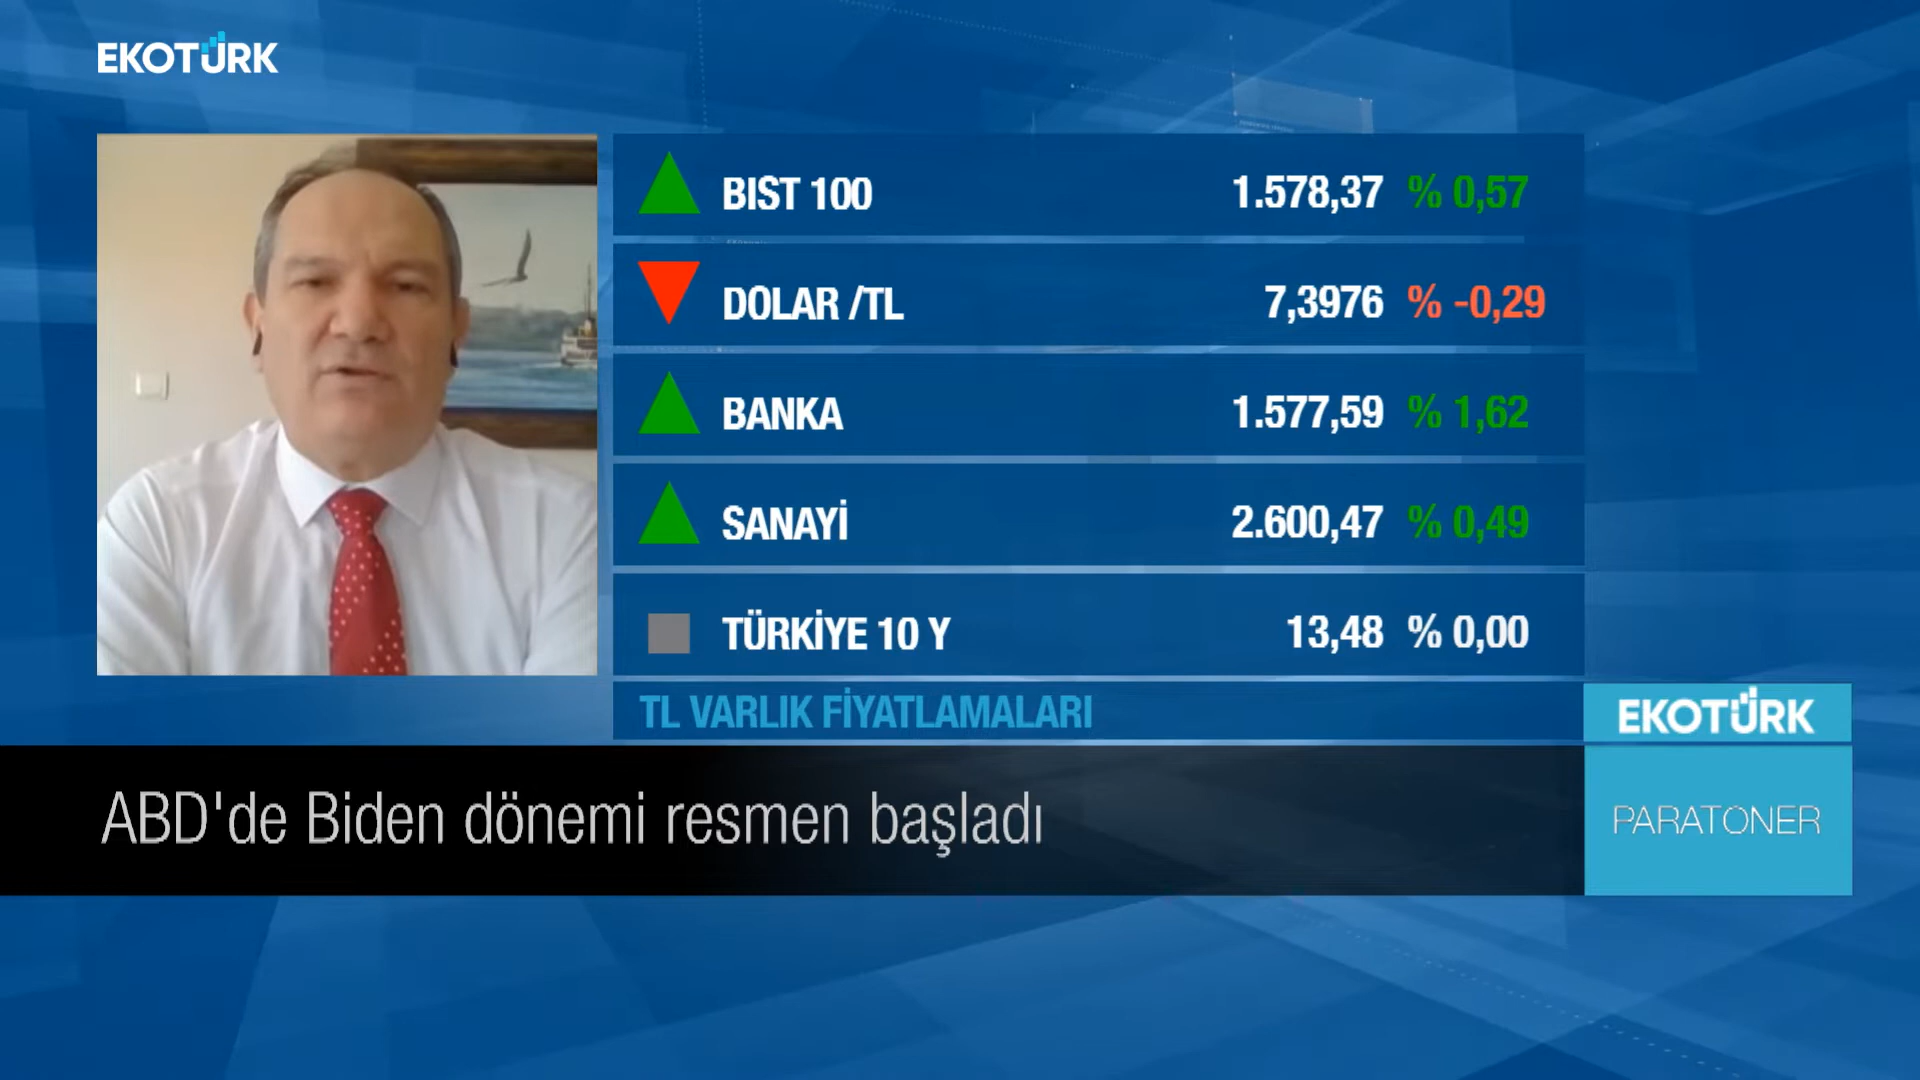 EKOTÜRK
BIST 100 1.578,37 % 0,57
DOLAR /TL 7,3976 % -0,29
BANKA 1.577,59 % 1,62
SANAYİ 2.600,47 % 0,49
TÜRKİYE 10 Y 13,48 % 0,00
TL VARLIK FİYATLAMALARI
EKOTÜRK
ABD'de Biden dönemi resmen başladı
PARATONER